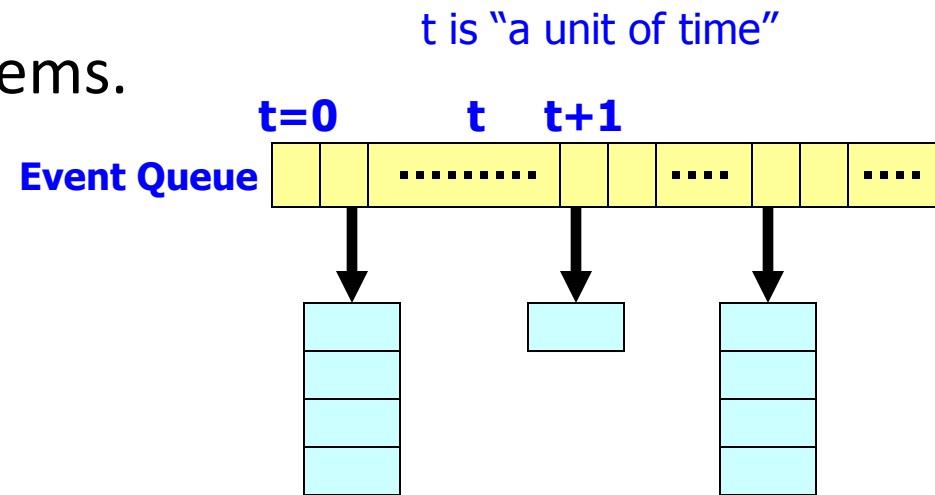 t is “a unit of time”
ems.
t=0 t t+1
Event Queue ......... .... ....